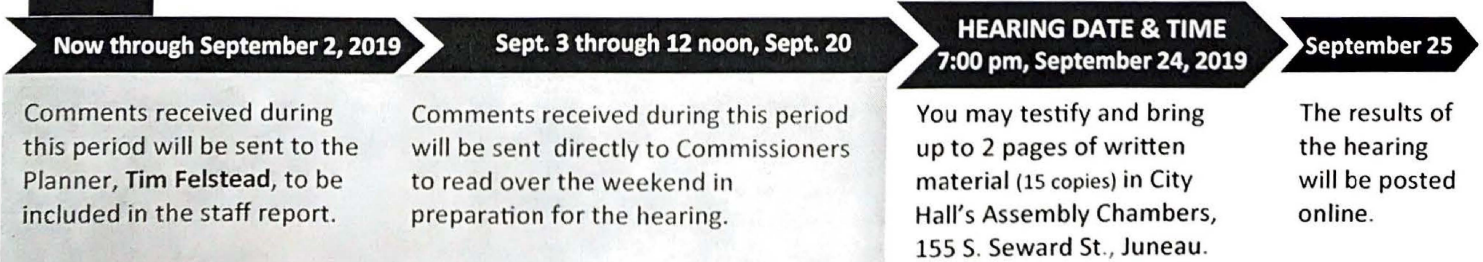 Now through September 2, 2019
Comments received during
this period will be sent to the
Planner, Tim Felstead, to be
included in the staff report.
Sept. 3 through 12 noon, Sept. 20
Comments received during this period
will be sent directly to Commissioners
to read over the weekend in
preparation for the hearing.
HEARING DATE & TIME
7:00 pm, September 24, 2019
You may testify and bring
up to 2 pages of written
material (15 copies) in City
Hall's Assembly Chambers,
155 S. Seward St., Juneau.
September 25
The results of
the hearing
will be posted
online.